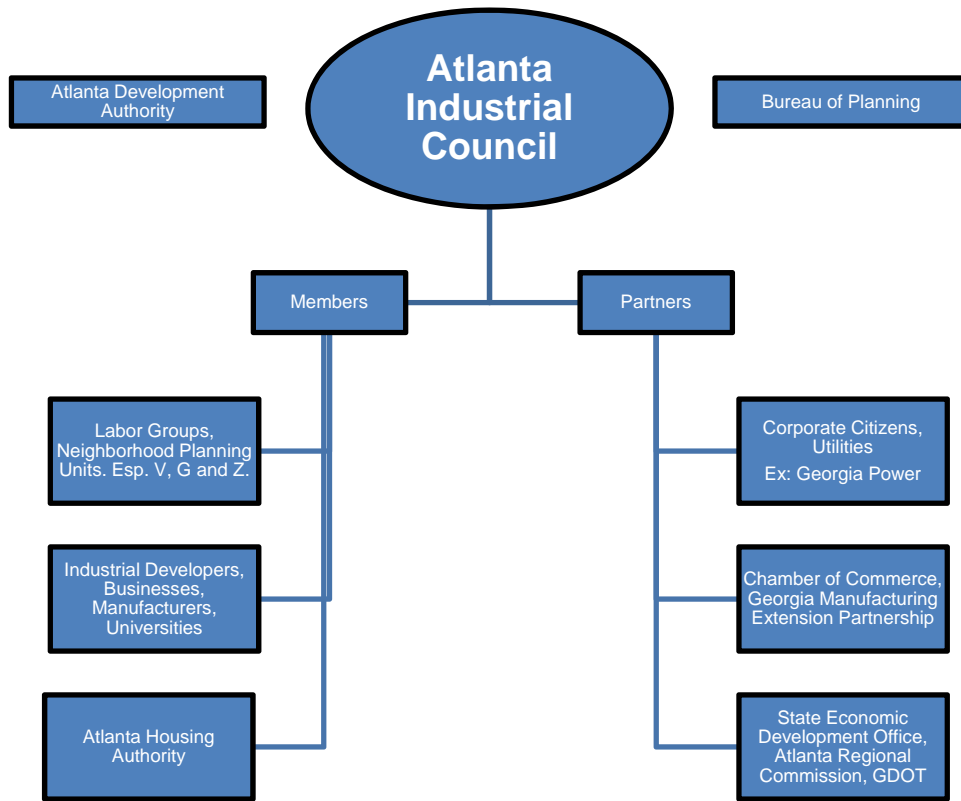 Atlanta
Industrial
Council
Atlanta Development
Authority
Bureau of Planning
Members
Partners
Labor Groups,
Neighborhood Planning
Units. Esp. V, G and Z.
Corporate Citizens,
Utilities
Ex: Georgia Power
Industrial Developers,
Businesses,
Manufacturers,
Universities
Chamber of Commerce,
Georgia Manufacturing
Extension Partnership
Atlanta Housing
Authority
State Economic
Development Office,
Atlanta Regional
Commission, GDOT